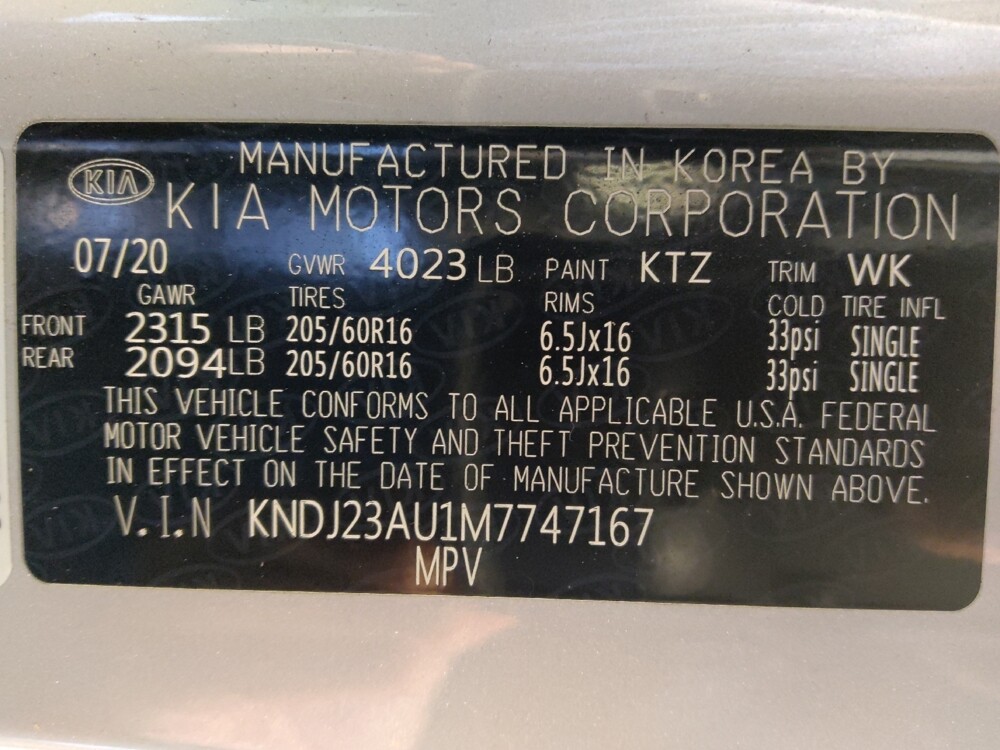 KIA MANUFACTURED IN KOREA BY
KIA MOTORS CORPORATION
07/20 GVWR 4023 LB PAINT KTZ TRIM WK
GAWR TIRES RIMS COLD TIRE INFL
FRONT 2315 LB 205/60R16 6.5Jx16 33psi SINGLE
REAR 2094LB 205/60R16 6.5Jx16 33psi SINGLE
THIS VEHICLE CONFORMS TO ALL APPLICABLE U.S.A. FEDERAL
MOTOR VEHICLE SAFETY AND THEFT PREVENTION STANDARDS
IN EFFECT ON THE DATE OF MANUFACTURE SHOWN ABOVE.
V.I.N KNDJ23AU1M7747167
MPV